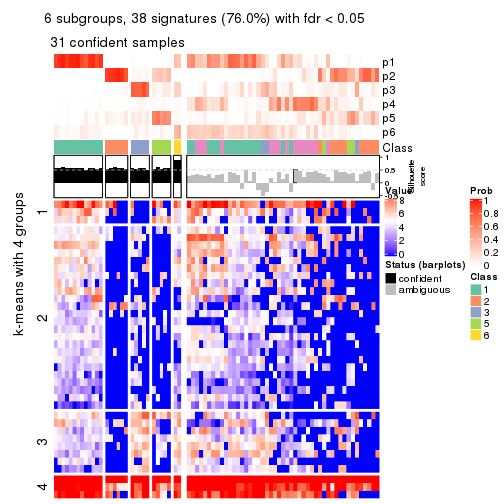 6 subgroups, 38 signatures (76.0%) with fdr < 0.05
31 confident samples
p1
p2
p3
p4
p5
p6
Class
1
0.5
0
-0.5
Silhouette score
k-means with 4 groups
1
2
3
4
Value
8
6
4
2
0
Status (barplots)
confident
ambiguous
Prob
1
0.8
0.6
0.4
0.2
0
Class
1
2
3
5
6